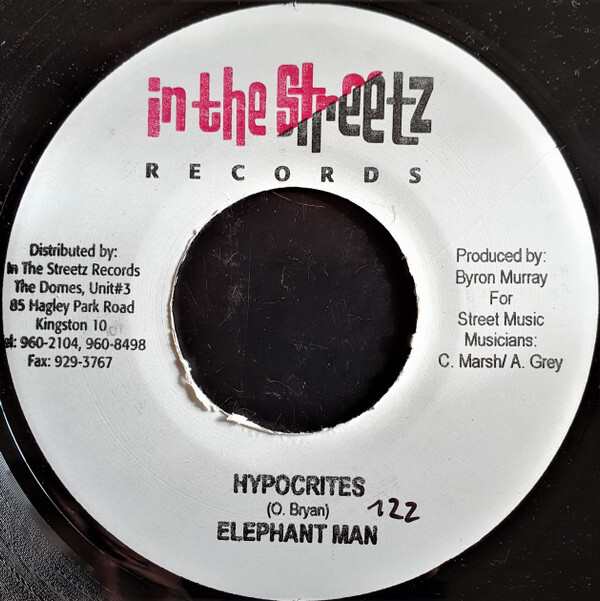 in the Streetz
RECORDS
Distributed by:
In The Streetz Records
The Domes, Unit#3
85 Hagley Park Road
Kingston 10
el: 960-2104, 960-8498
Fax: 929-3767
Produced by:
Byron Murray
For
Street Music
Musicians:
C. Marsh/ A. Grey
HYPOCRITES
(O. Bryan)
122
ELEPHANT MAN